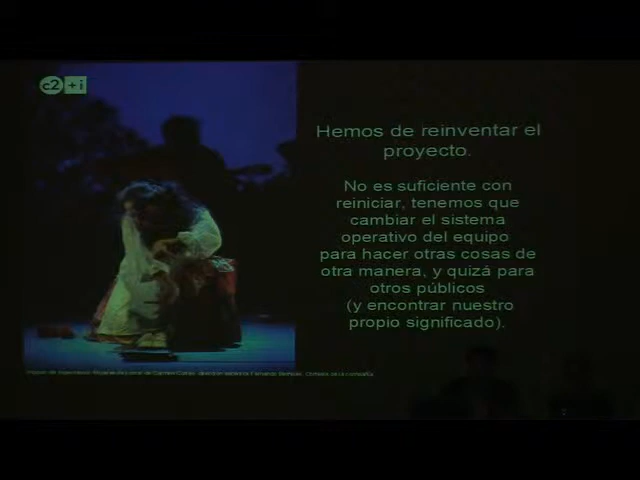 c2 +i
Hemos de reinventar el
proyecto.
No es suficiente con
reiniciar, tenemos que
cambiar el sistema
operativo del equipo
para hacer otras cosas de
otra manera, y quizá para
otros públicos
(y encontrar nuestro
propio significado).